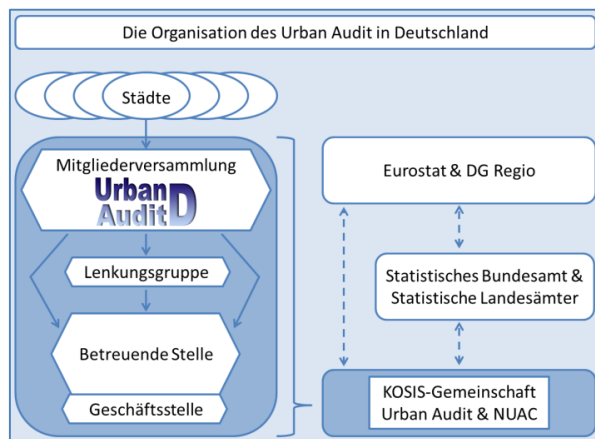 Die Organisation des Urban Audit in Deutschland
Städte
Mitgliederversammlung
Urban
Audit D
Lenkungsgruppe
Betreuende Stelle
Geschäftsstelle
Eurostat & DG Regio
Statistisches Bundesamt &
Statistische Landesämter
KOSIS-Gemeinschaft
Urban Audit & NUAC